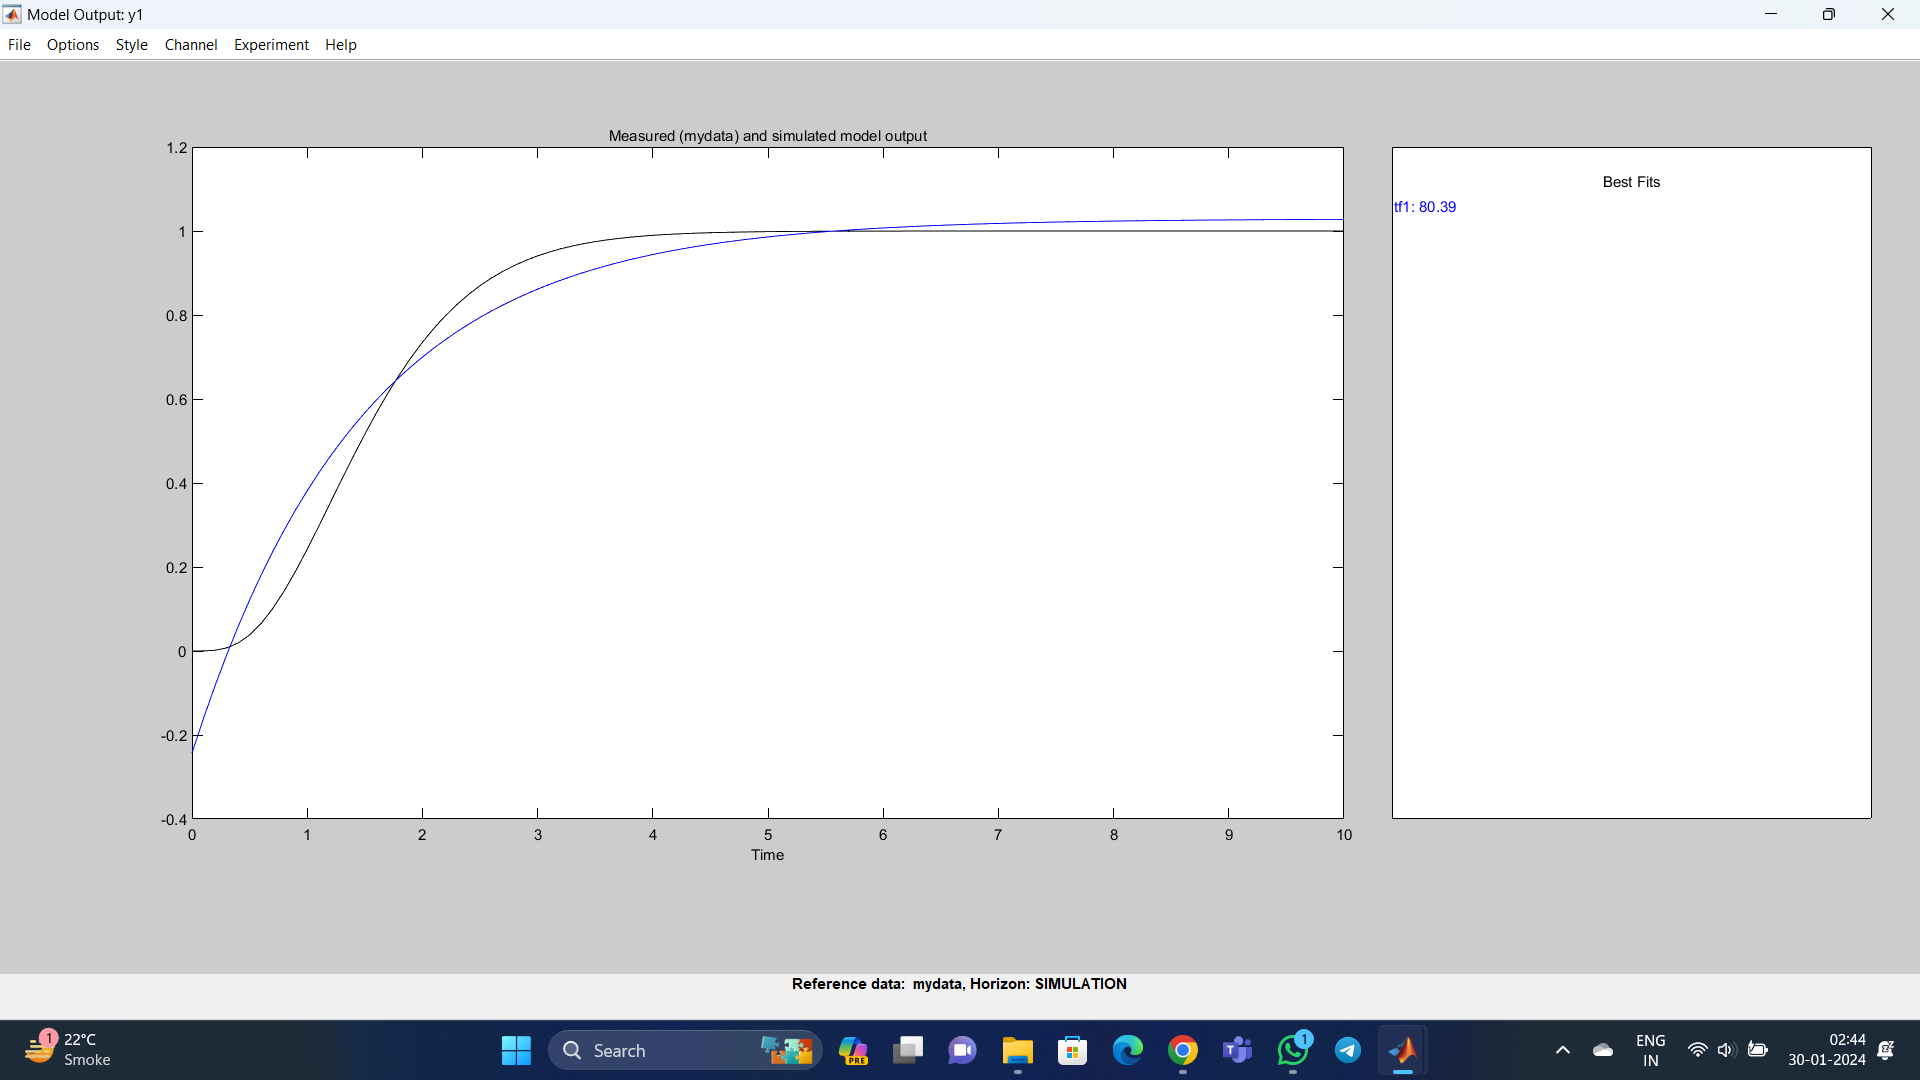 Model Output: y1
File Options Style Channel Experiment Help
Measured (mydata) and simulated model output
1.2
1
0.8
0.6
0.4
0.2
0
-0.2
-0.4
0 1 2 3 4 5 6 7 8 9 10
Time
Best Fits
tf1: 80.39
Reference data: mydata, Horizon: SIMULATION
1
22°C
Smoke
Search
PRE
T
1
ENG
IN
02:44
30-01-2024